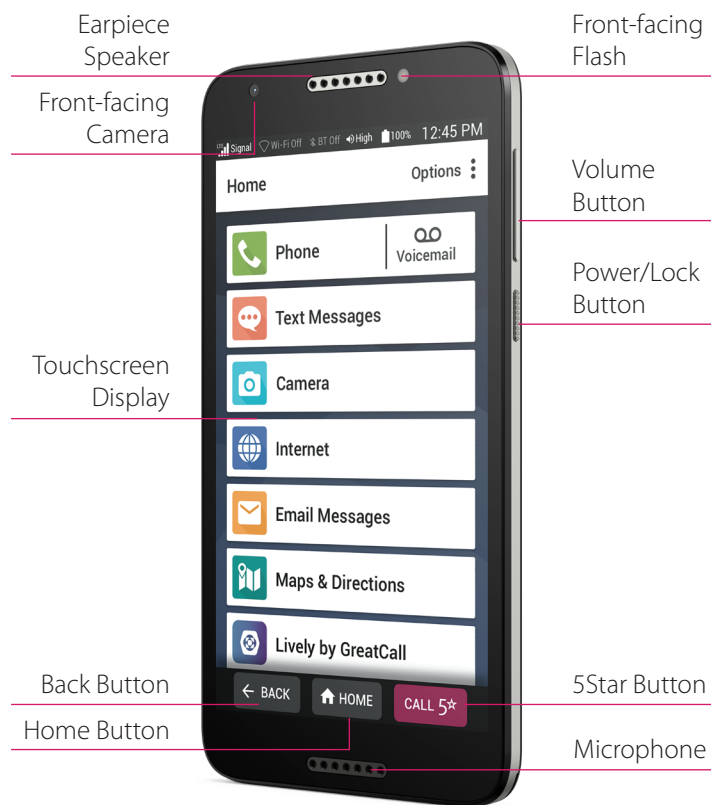 Earpiece
Speaker
Front-facing
Flash
Front-facing
Camera
LTE Signal Wi-Fi Off BT Off High 100% 12:45 PM
Home Options
Volume
Button
Phone Voicemail
Power/Lock
Button
Text Messages
Touchscreen
Display
Camera
Internet
Email Messages
Maps & Directions
Lively by GreatCall
Back Button
BACK HOME CALL 5☆
5Star Button
Home Button
Microphone